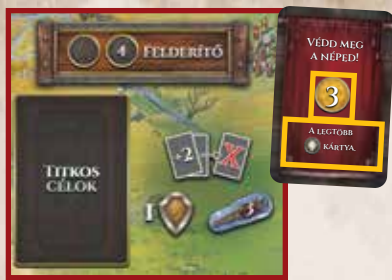 4 FELDERÍTŐ
TITKOS
CÉLOK
+2 X
1 3
VÉDD MEG
A NÉPED!
3
A LEGTÖBB
KÁRTYA.